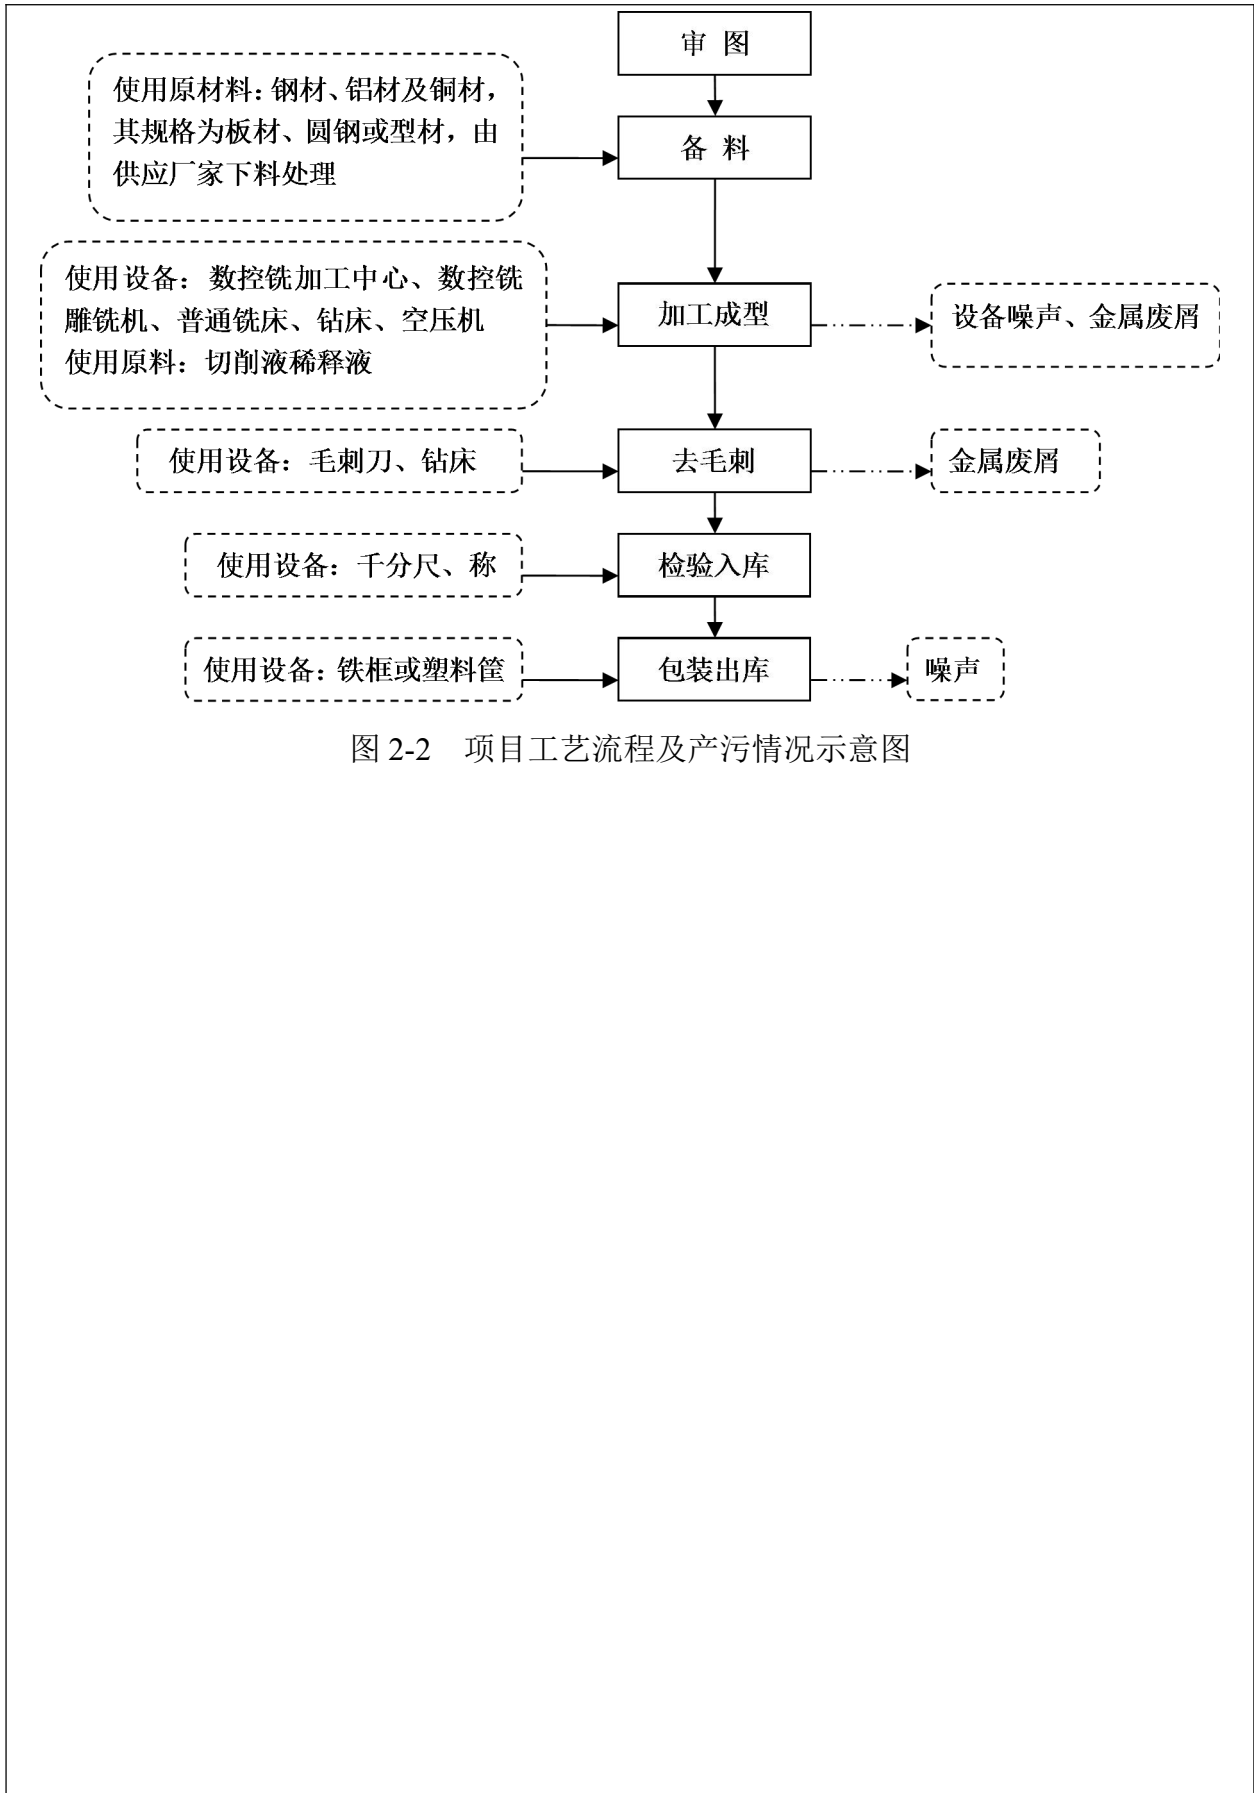 审 图
使用原材料：钢材、铝材及铜材，
其规格为板材、圆钢或型材，由
供应厂家下料处理
备 料
使用设备：数控铣加工中心、数控铣
雕铣机、普通铣床、钻床、空压机
使用原料：切削液稀释液
加工成型
设备噪声、金属废屑
使用设备：毛刺刀、钻床
去毛刺
金属废屑
使用设备：千分尺、称
检验入库
使用设备：铁框或塑料筐
包装出库
噪声
图 2-2 项目工艺流程及产污情况示意图